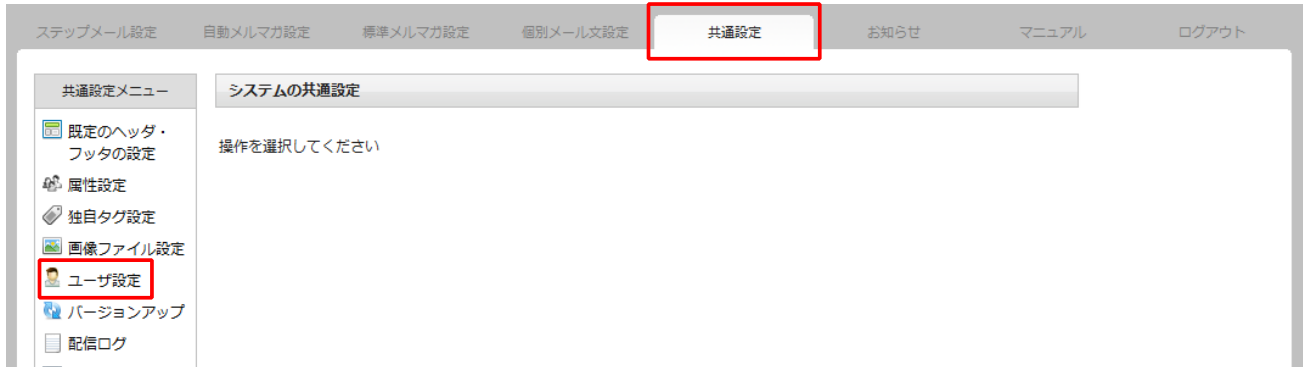 ステップメール設定 自動メルマガ設定 標準メルマガ設定 個別メール文設定 共通設定 お知らせ マニュアル ログアウト
共通設定メニュー
システムの共通設定
既定のヘッダ・
フッタの設定
操作を選択してください
属性設定
独自タグ設定
画像ファイル設定
ユーザ設定
バージョンアップ
配信ログ